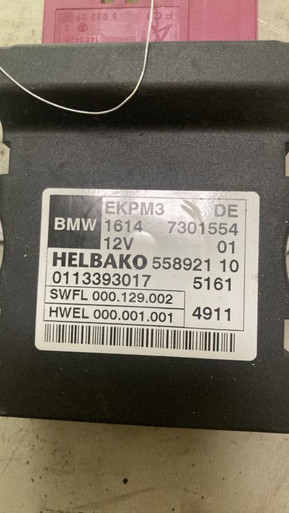 FCI
EKPM3 DE
BMW 1614 7301554
12V 01
HELBAKO 558921 10
0113393017 5161
SWFL 000.129.002
HWEL 000.001.001 4911